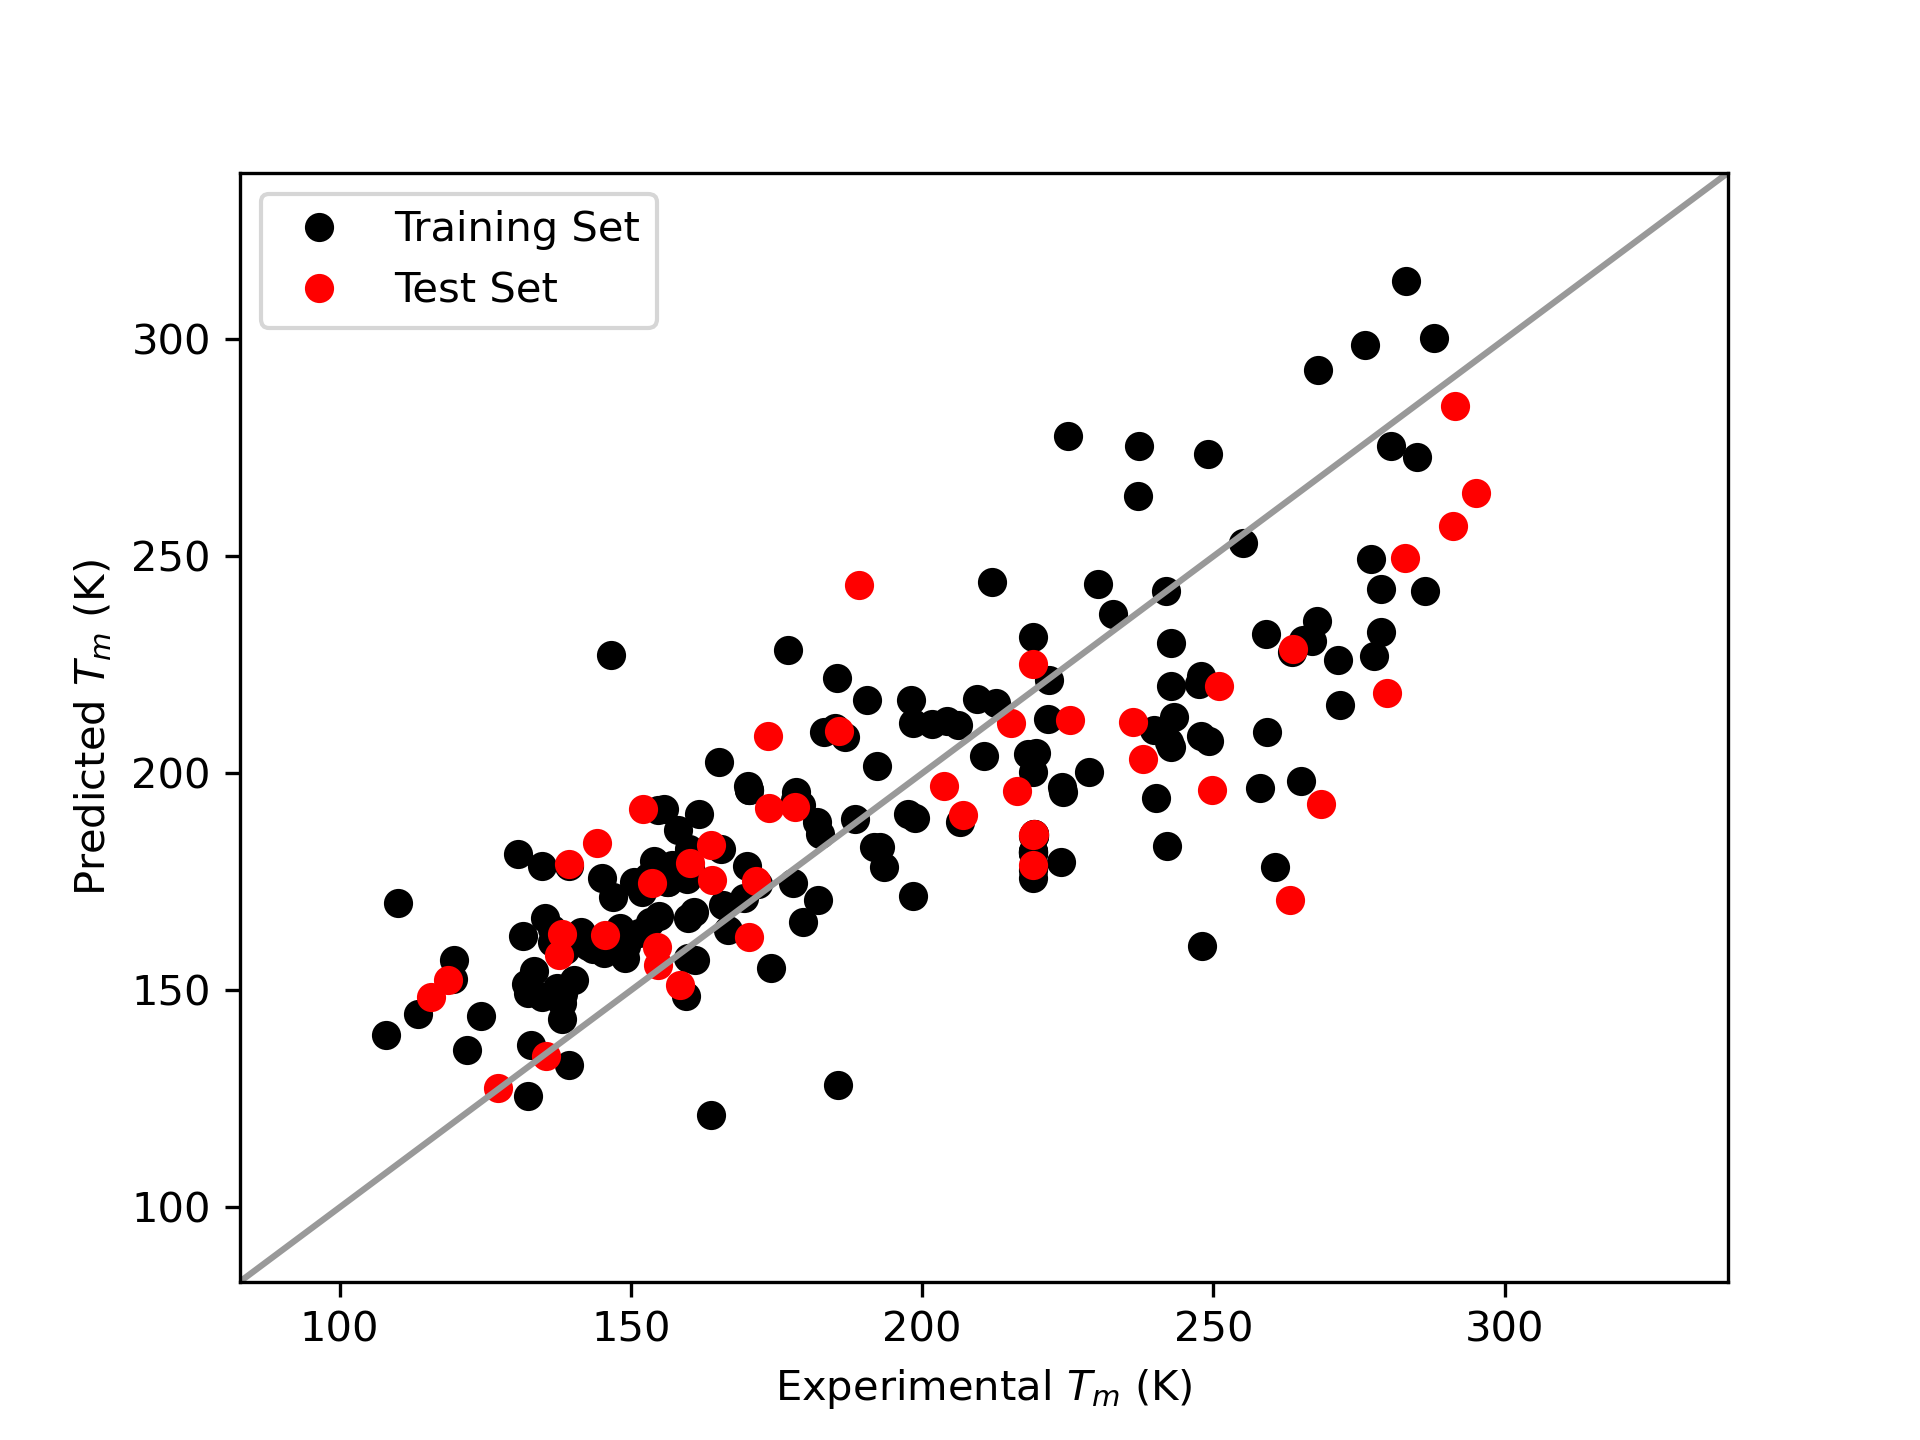 Training Set
Test Set
300
250
200
150
100
Predicted T_m (K)
100 150 200 250 300
Experimental T_m (K)